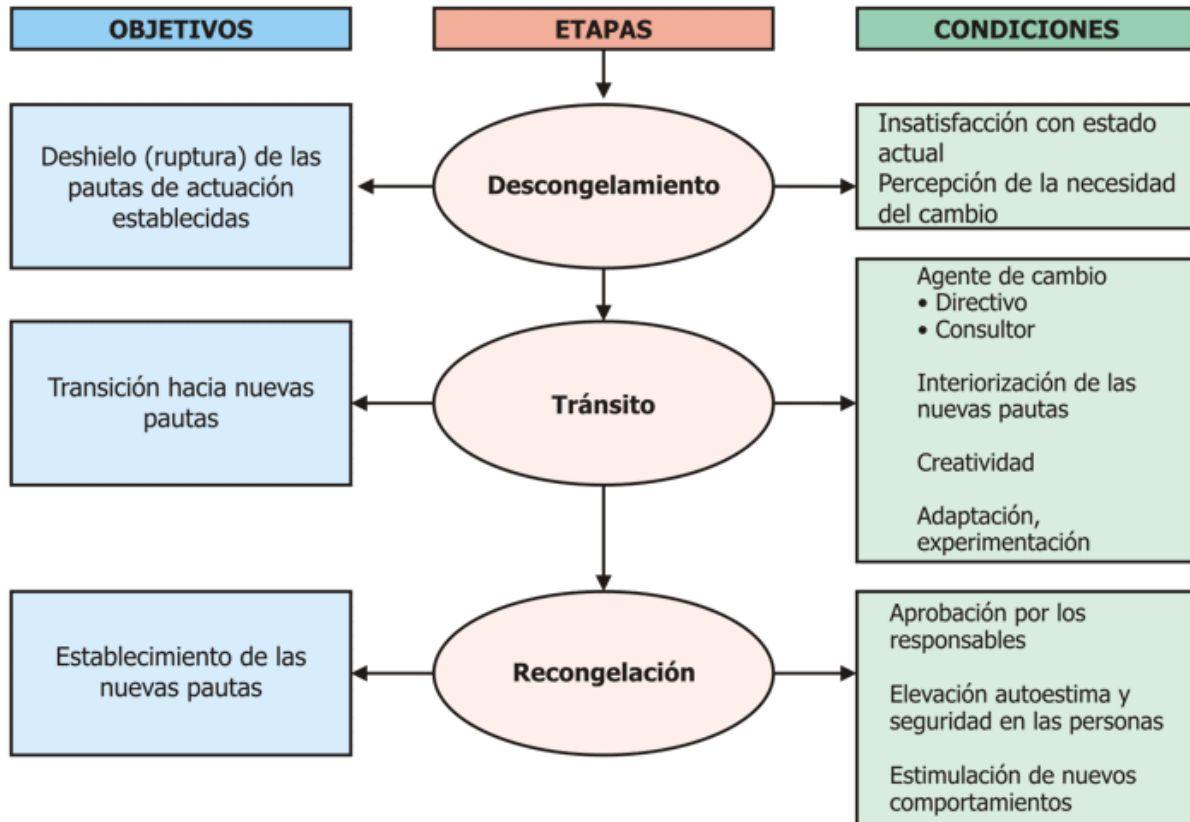 OBJETIVOS
ETAPAS
CONDICIONES
Deshielo (ruptura) de las
pautas de actuación
establecidas
Descongelamiento
Insatisfacción con estado
actual
Percepción de la necesidad
del cambio
Transición hacia nuevas
pautas
Tránsito
Agente de cambio
• Directivo
• Consultor
Interiorización de las
nuevas pautas
Creatividad
Adaptación,
experimentación
Establecimiento de las
nuevas pautas
Recongelación
Aprobación por los
responsables
Elevación autoestima y
seguridad en las personas
Estimulación de nuevos
comportamientos